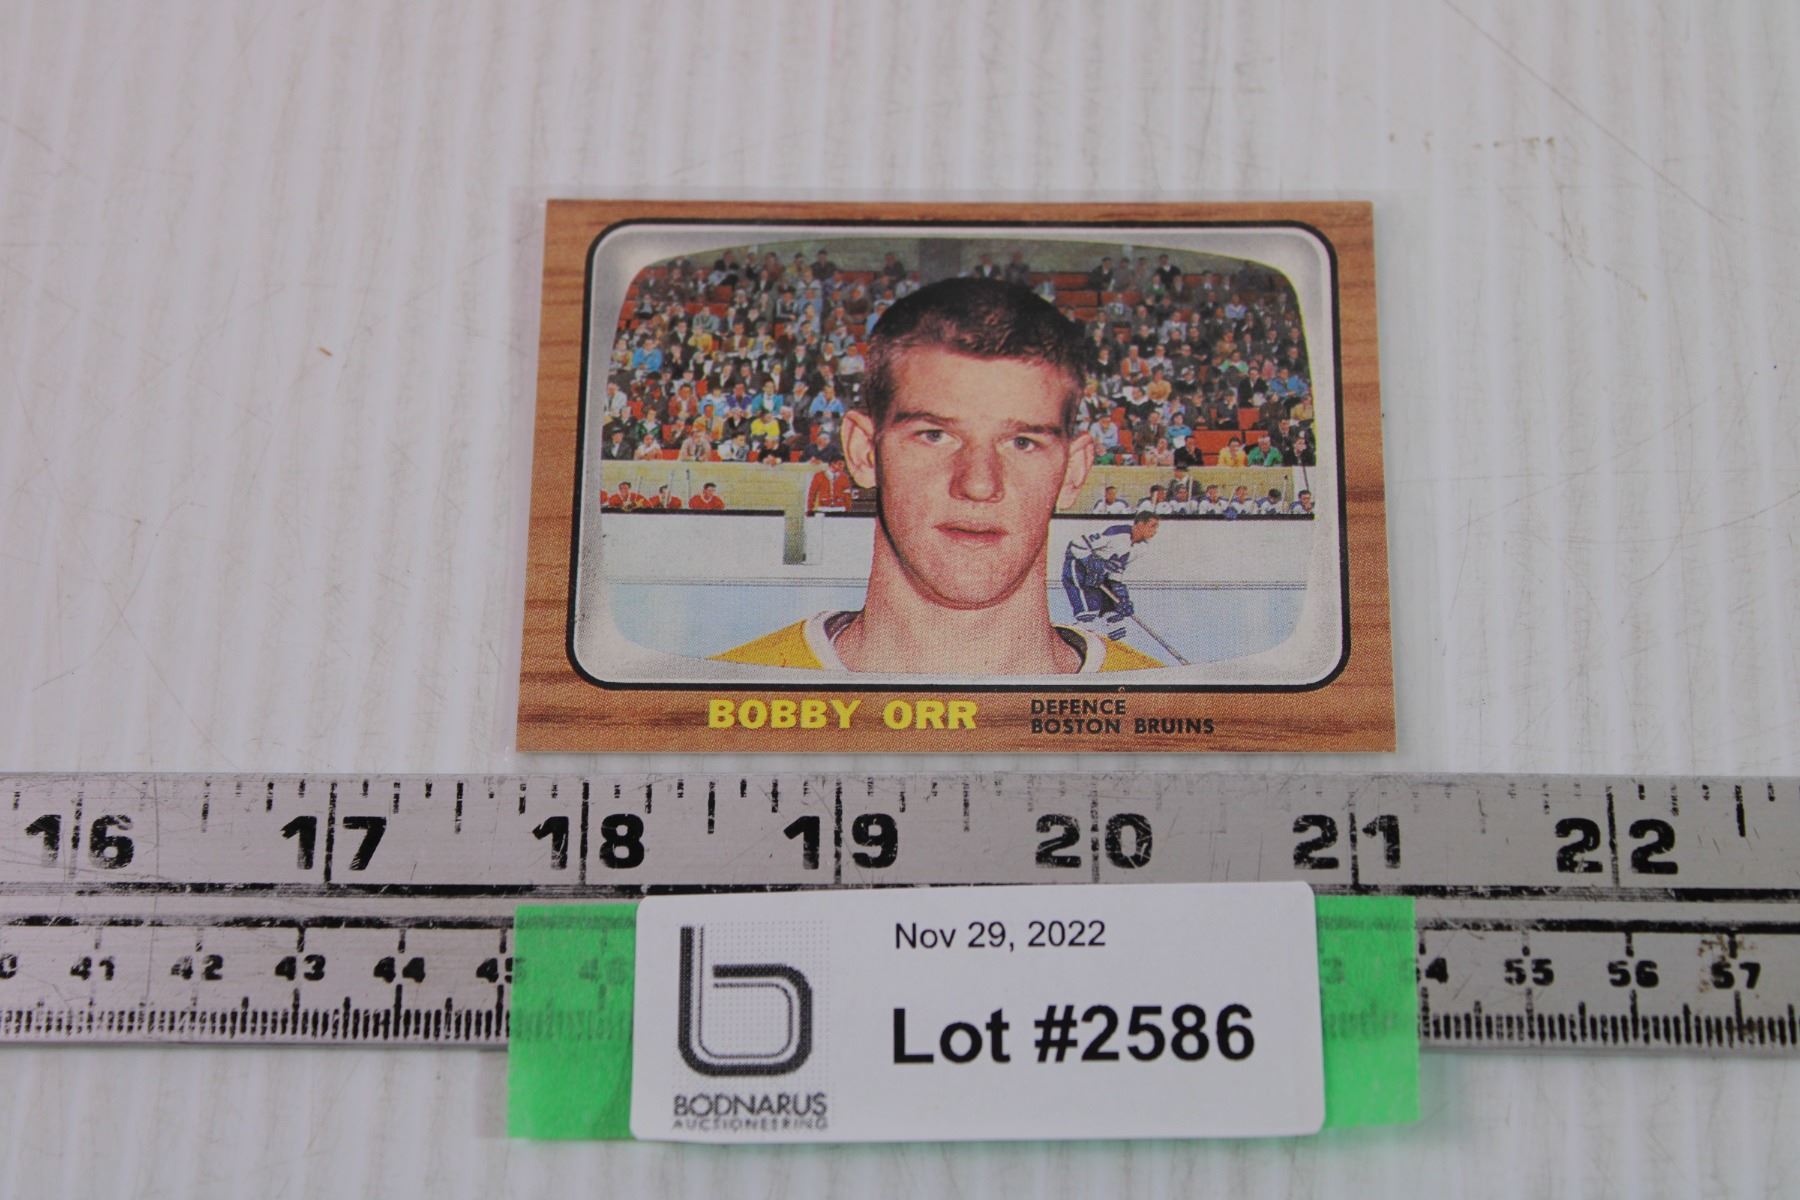 BOBBY ORR
DEFENCE
BOSTON BRUINS
16 17 18 19 20 21 22
41 42 43 44 45 46 54 55 56 57
Nov 29, 2022
Lot #2586
BODNARUS
AUCTIONEERING